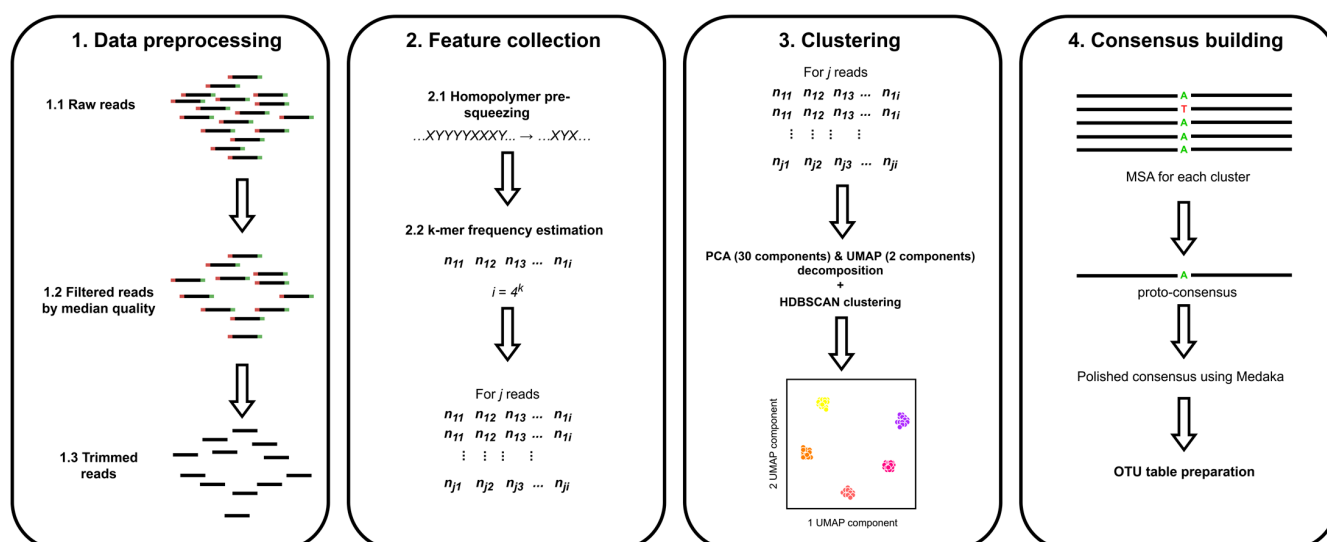 1. Data preprocessing
1.1 Raw reads
1.2 Filtered reads
by median quality
1.3 Trimmed
reads
2. Feature collection
2.1 Homopolymer pre-
squeezing
...XYYYYXXXY... → ...XYX...
2.2 k-mer frequency estimation
n11 n12 n13 ... n1i
i = 4^k
For j reads
n11 n12 n13 ... n1i
n11 n12 n13 ... n1i
⋮ ⋮ ⋮ ⋮
nj1 nj2 nj3 ... nji
3. Clustering
For j reads
n11 n12 n13 ... n1i
n11 n12 n13 ... n1i
⋮ ⋮ ⋮ ⋮
nj1 nj2 nj3 ... nji
PCA (30 components) & UMAP (2 components)
decomposition
+
HDBSCAN clustering
2 UMAP component
1 UMAP component
4. Consensus building
A
T
A
A
A
MSA for each cluster
A
proto-consensus
Polished consensus using Medaka
OTU table preparation